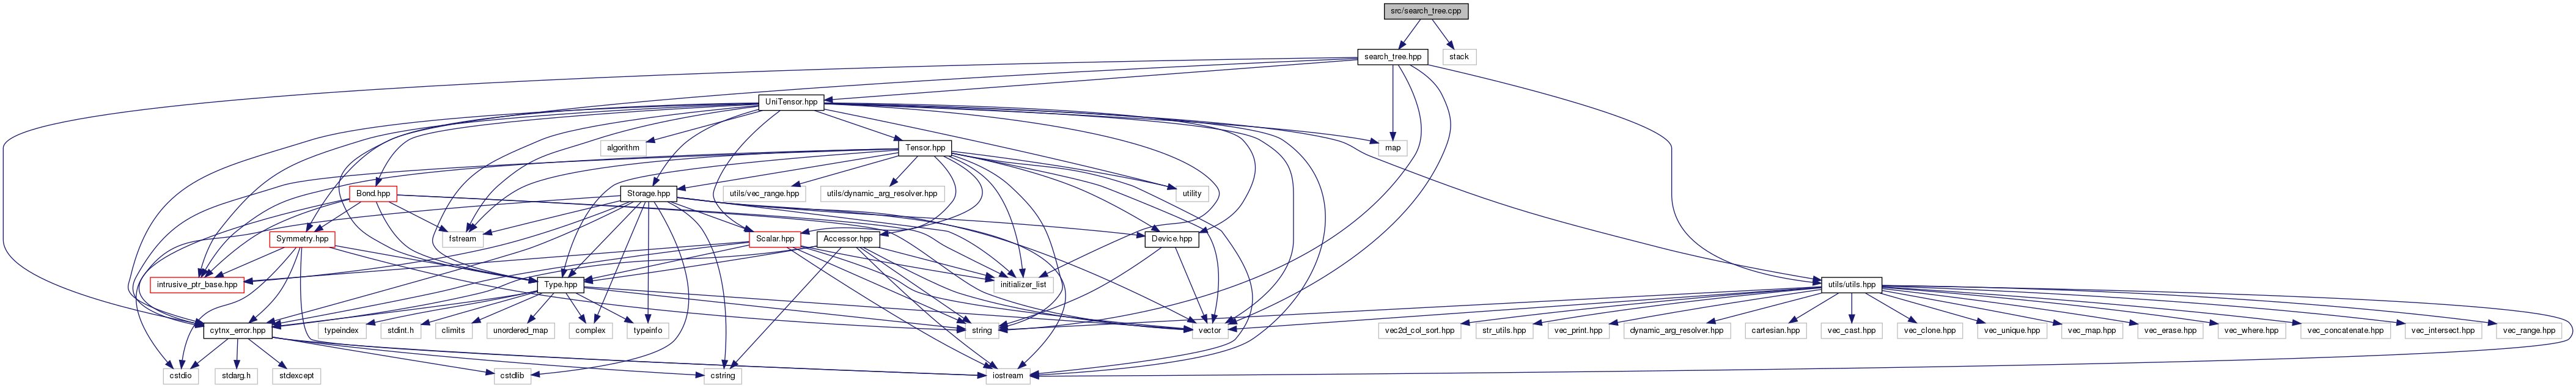 src/search_tree.cpp
search_tree.hpp
stack
UniTensor.hpp
algorithm
Tensor.hpp
map
Bond.hpp
Storage.hpp
utils/vec_range.hpp
utils/dynamic_arg_resolver.hpp
utility
Symmetry.hpp
fstream
Scalar.hpp
Accessor.hpp
Device.hpp
intrusive_ptr_base.hpp
Type.hpp
initializer_list
utils/utils.hpp
cytnx_error.hpp
typeindex
stdint.h
climits
unordered_map
complex
typeinfo
string
vector
vec2d_col_sort.hpp
str_utils.hpp
vec_print.hpp
dynamic_arg_resolver.hpp
cartesian.hpp
vec_cast.hpp
vec_clone.hpp
vec_unique.hpp
vec_map.hpp
vec_erase.hpp
vec_where.hpp
vec_concatenate.hpp
vec_intersect.hpp
vec_range.hpp
cstdio
stdarg.h
stdexcept
cstdlib
cstring
iostream